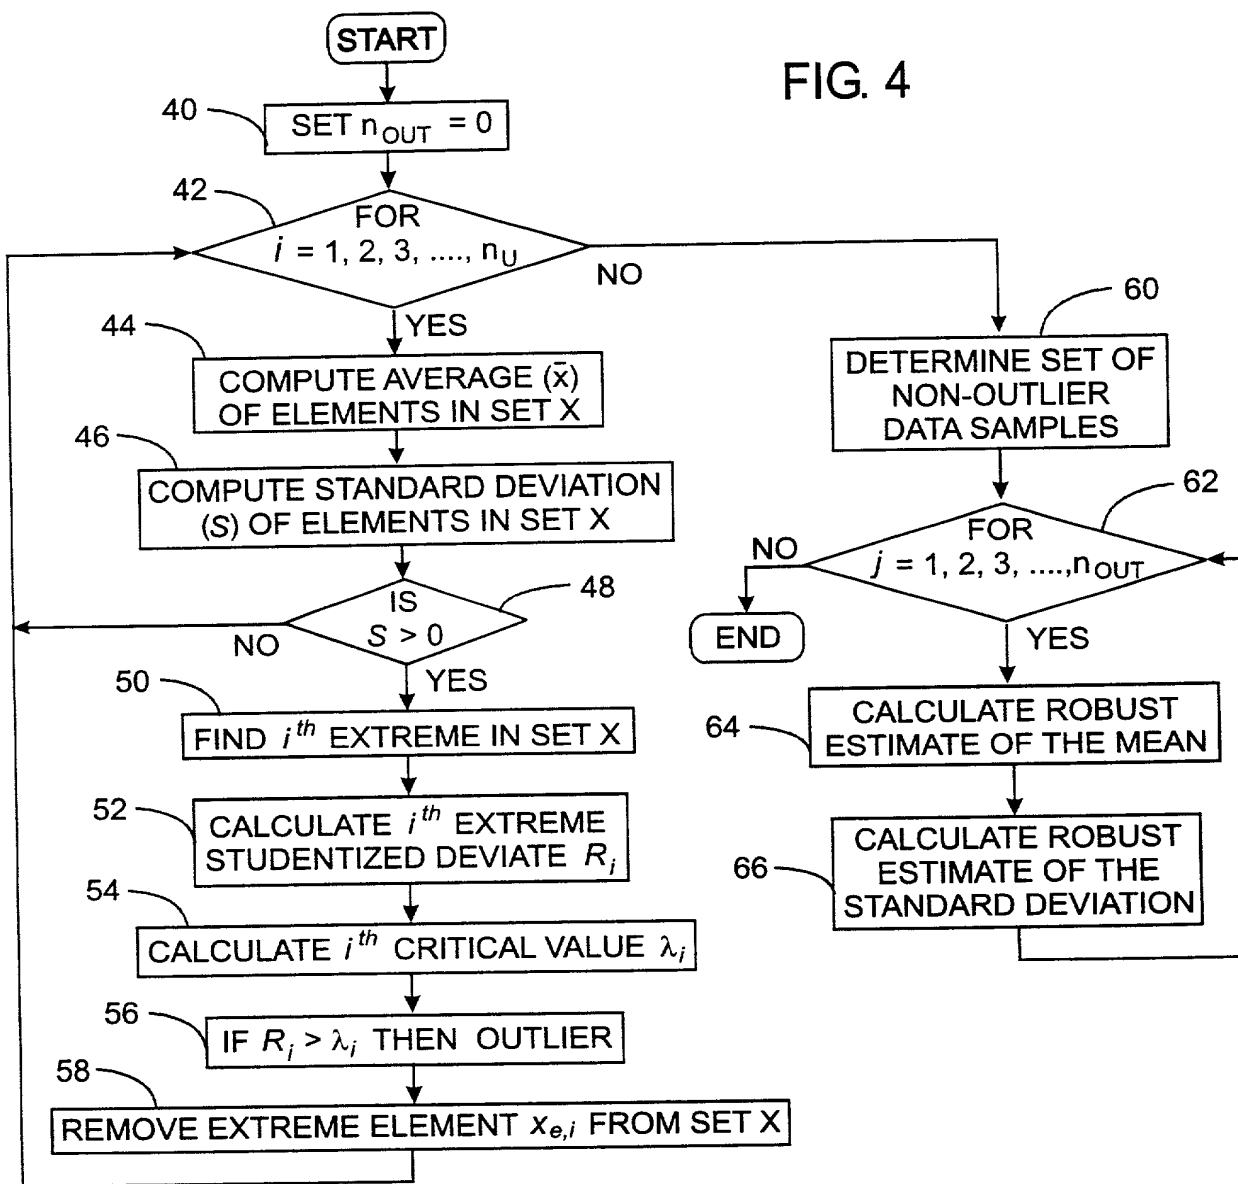 START
FIG. 4
40
SET n_OUT = 0
42
FOR
i = 1, 2, 3, ...., n_U
NO
YES
44
COMPUTE AVERAGE (x̄)
OF ELEMENTS IN SET X
46
COMPUTE STANDARD DEVIATION
(S) OF ELEMENTS IN SET X
48
IS
S > 0
NO
YES
50
FIND i^th EXTREME IN SET X
52
CALCULATE i^th EXTREME
STUDENTIZED DEVIATE R_i
54
CALCULATE i^th CRITICAL VALUE λ_i
56
IF R_i > λ_i THEN OUTLIER
58
REMOVE EXTREME ELEMENT x_e,i FROM SET X
60
DETERMINE SET OF
NON-OUTLIER
DATA SAMPLES
62
FOR
j = 1, 2, 3, ....,n_OUT
NO
END
YES
64
CALCULATE ROBUST
ESTIMATE OF THE MEAN
66
CALCULATE ROBUST
ESTIMATE OF THE
STANDARD DEVIATION